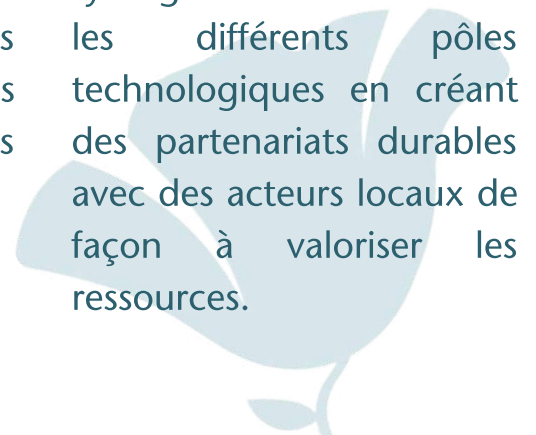 s les différents pôles
s technologiques en créant
s des partenariats durables
avec des acteurs locaux de
façon à valoriser les
ressources.